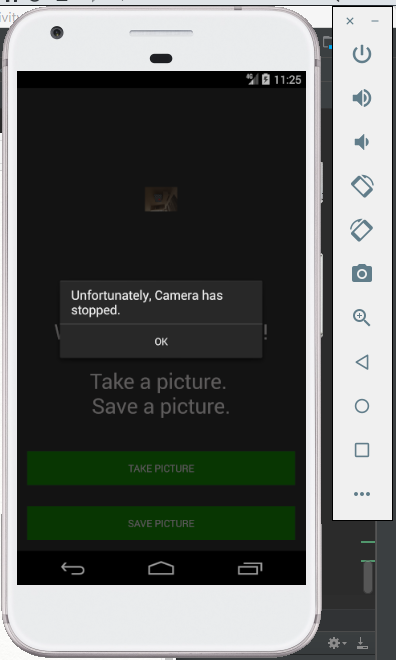 11:25
Unfortunately, Camera has
stopped.
OK
Take a picture.
Save a picture.
TAKE PICTURE
SAVE PICTURE